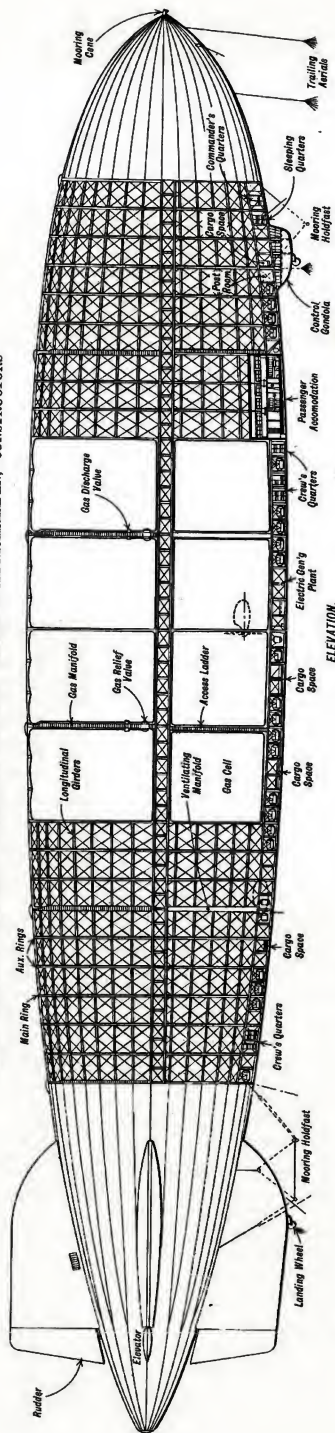 Rudder
Elevator
Landing Wheel
Mooring Holdfast
Main Ring
Aux. Rings
Crew's Quarters
Cargo
Space
Longitudinal
Girders
Ventilating
Manifold
Gas Cell
Cargo
Space
Gas Manifold
Gas Relief
Valve
Access Ladder
Cargo
Space
Gas Discharge
Valve
Electric Gen'g
Plant
Crew's
Quarters
ELEVATION.
Passenger
Accomodation
Post
Room
Cargo
Space
Commander's
Quarters
Sleeping
Quarters
Control
Gondola
Mooring
Holdfast
Mooring
Cone
Trailing
Aerials